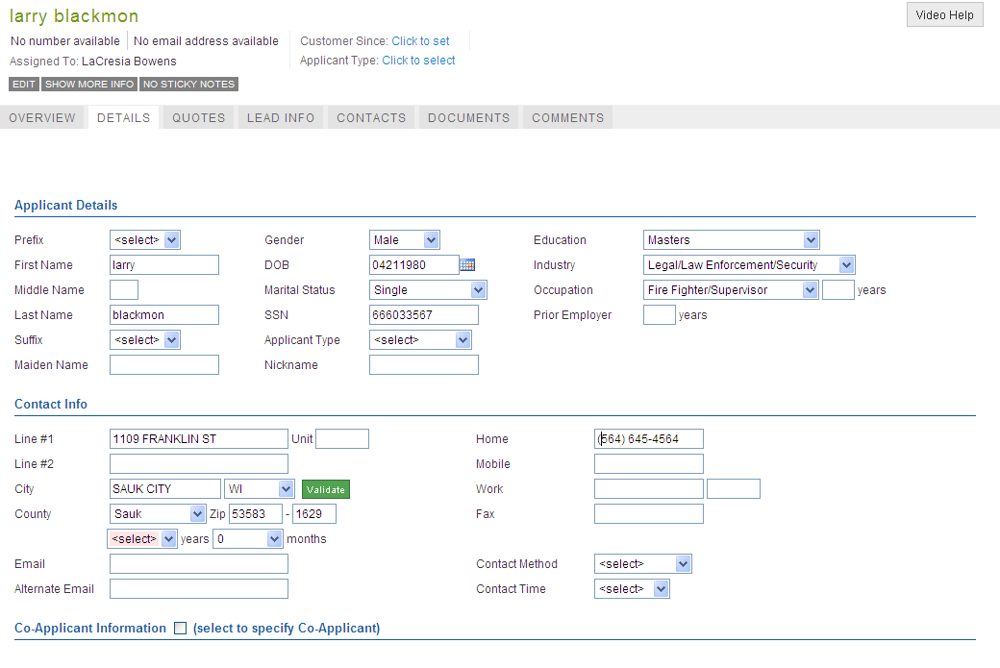 larry blackmon
Video Help
No number available No email address available Customer Since: Click to set
Assigned To: LaCresia Bowens Applicant Type: Click to select
EDIT SHOW MORE INFO NO STICKY NOTES
OVERVIEW DETAILS QUOTES LEAD INFO CONTACTS DOCUMENTS COMMENTS
Applicant Details
Prefix <select> Gender Male Education Masters
First Name larry DOB 04211980 Industry Legal/Law Enforcement/Security
Middle Name Marital Status Single Occupation Fire Fighter/Supervisor years
Last Name blackmon SSN 666033567 Prior Employer years
Suffix <select> Applicant Type <select>
Maiden Name Nickname
Contact Info
Line #1 1109 FRANKLIN ST Unit Home (564) 645-4564
Line #2 Mobile
City SAUK CITY WI Validate Work
County Sauk Zip 53583 - 1629 Fax
<select> years 0 months
Email Contact Method <select>
Alternate Email Contact Time <select>
Co-Applicant Information (select to specify Co-Applicant)